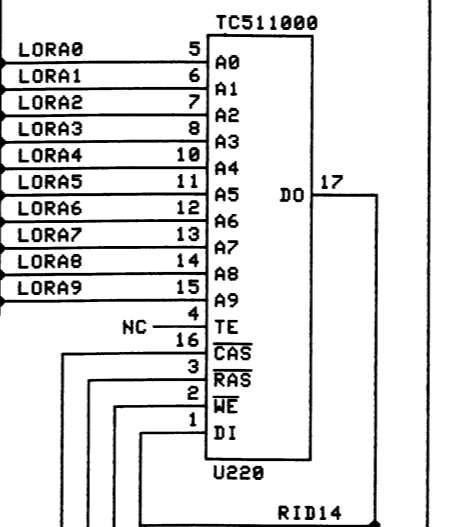 TC511000
LORA0 5 A0
LORA1 6 A1
LORA2 7 A2
LORA3 8 A3
LORA4 10 A4
LORA5 11 A5 DO 17
LORA6 12 A6
LORA7 13 A7
LORA8 14 A8
LORA9 15 A9
NC 4 TE
16 CAS
3 RAS
2 WE
1 DI
U220
RID14